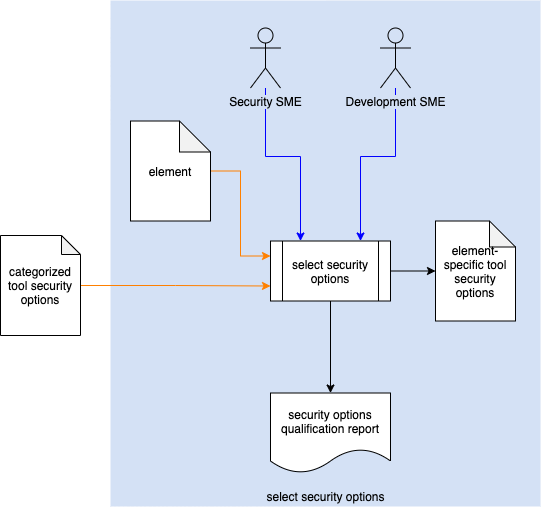 Security SME
Development SME
element
categorized
tool security
options
select security
options
element-
specific tool
security
options
security options
qualification report
select security options